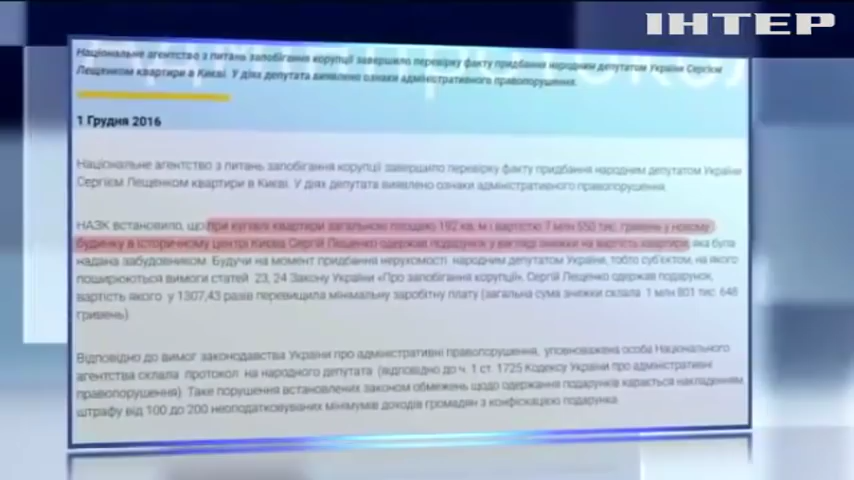 ІНТЕР
Національне агентство з питань запобігання корупції завершило перевірку факту придбання народним депутатом України Сергієм
Лещенком квартири в Києві. У діях депутата виявлено ознаки адміністративного правопорушення.
1 Грудня 2016
Національне агентство з питань запобігання корупції завершило перевірку факту придбання народним депутатом України
Сергієм Лещенком квартири в Києві. У діях депутата виявлено ознаки адміністративного правопорушення.
НАЗК встановило, що при купівлі квартири загальною площею 192 кв. м і вартістю 7 млн 550 тис. гривень у новому
будинку в історичному центрі Києва Сергій Лещенко одержав подарунок у вигляді знижки на вартість квартири, яка була
надана забудовником. Будучи на момент придбання нерухомості народним депутатом України, тобто суб'єктом, на якого
поширюються вимоги статей 23, 24 Закону України «Про запобігання корупції», Сергій Лещенко одержав подарунок,
вартість якого у 1307,43 разів перевищила мінімальну заробітну плату (загальна сума знижки склала 1 млн 801 тис. 648
гривень)
Відповідно до вимог законодавства України про адміністративні правопорушення, уповноважена особа Національного
агентства склала протокол на народного депутата (відповідно до ч. 1 ст. 1725 Кодексу України про адміністративні
правопорушення). Таке порушення встановлених законом обмежень щодо одержання подарунків карається накладенням
штрафу від 100 до 200 неоподатковуваних мінімумів доходів громадян з конфіскацією подарунка.